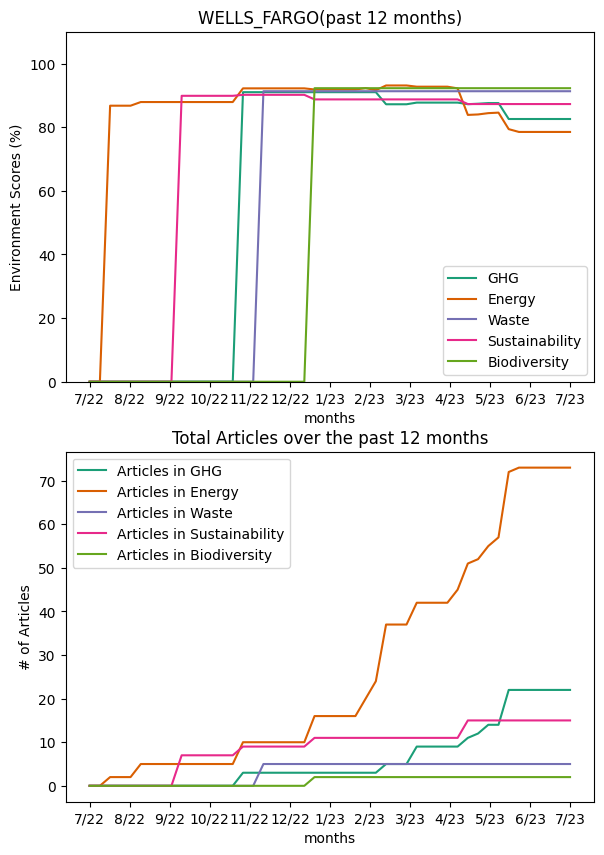 WELLS_FARGO(past 12 months)
100
80
60
40
20
0
Environment Scores (%)
GHG
Energy
Waste
Sustainability
Biodiversity
7/22 8/22 9/22 10/22 11/22 12/22 1/23 2/23 3/23 4/23 5/23 6/23 7/23
months
Total Articles over the past 12 months
70
60
50
40
30
20
10
0
# of Articles
Articles in GHG
Articles in Energy
Articles in Waste
Articles in Sustainability
Articles in Biodiversity
7/22 8/22 9/22 10/22 11/22 12/22 1/23 2/23 3/23 4/23 5/23 6/23 7/23
months